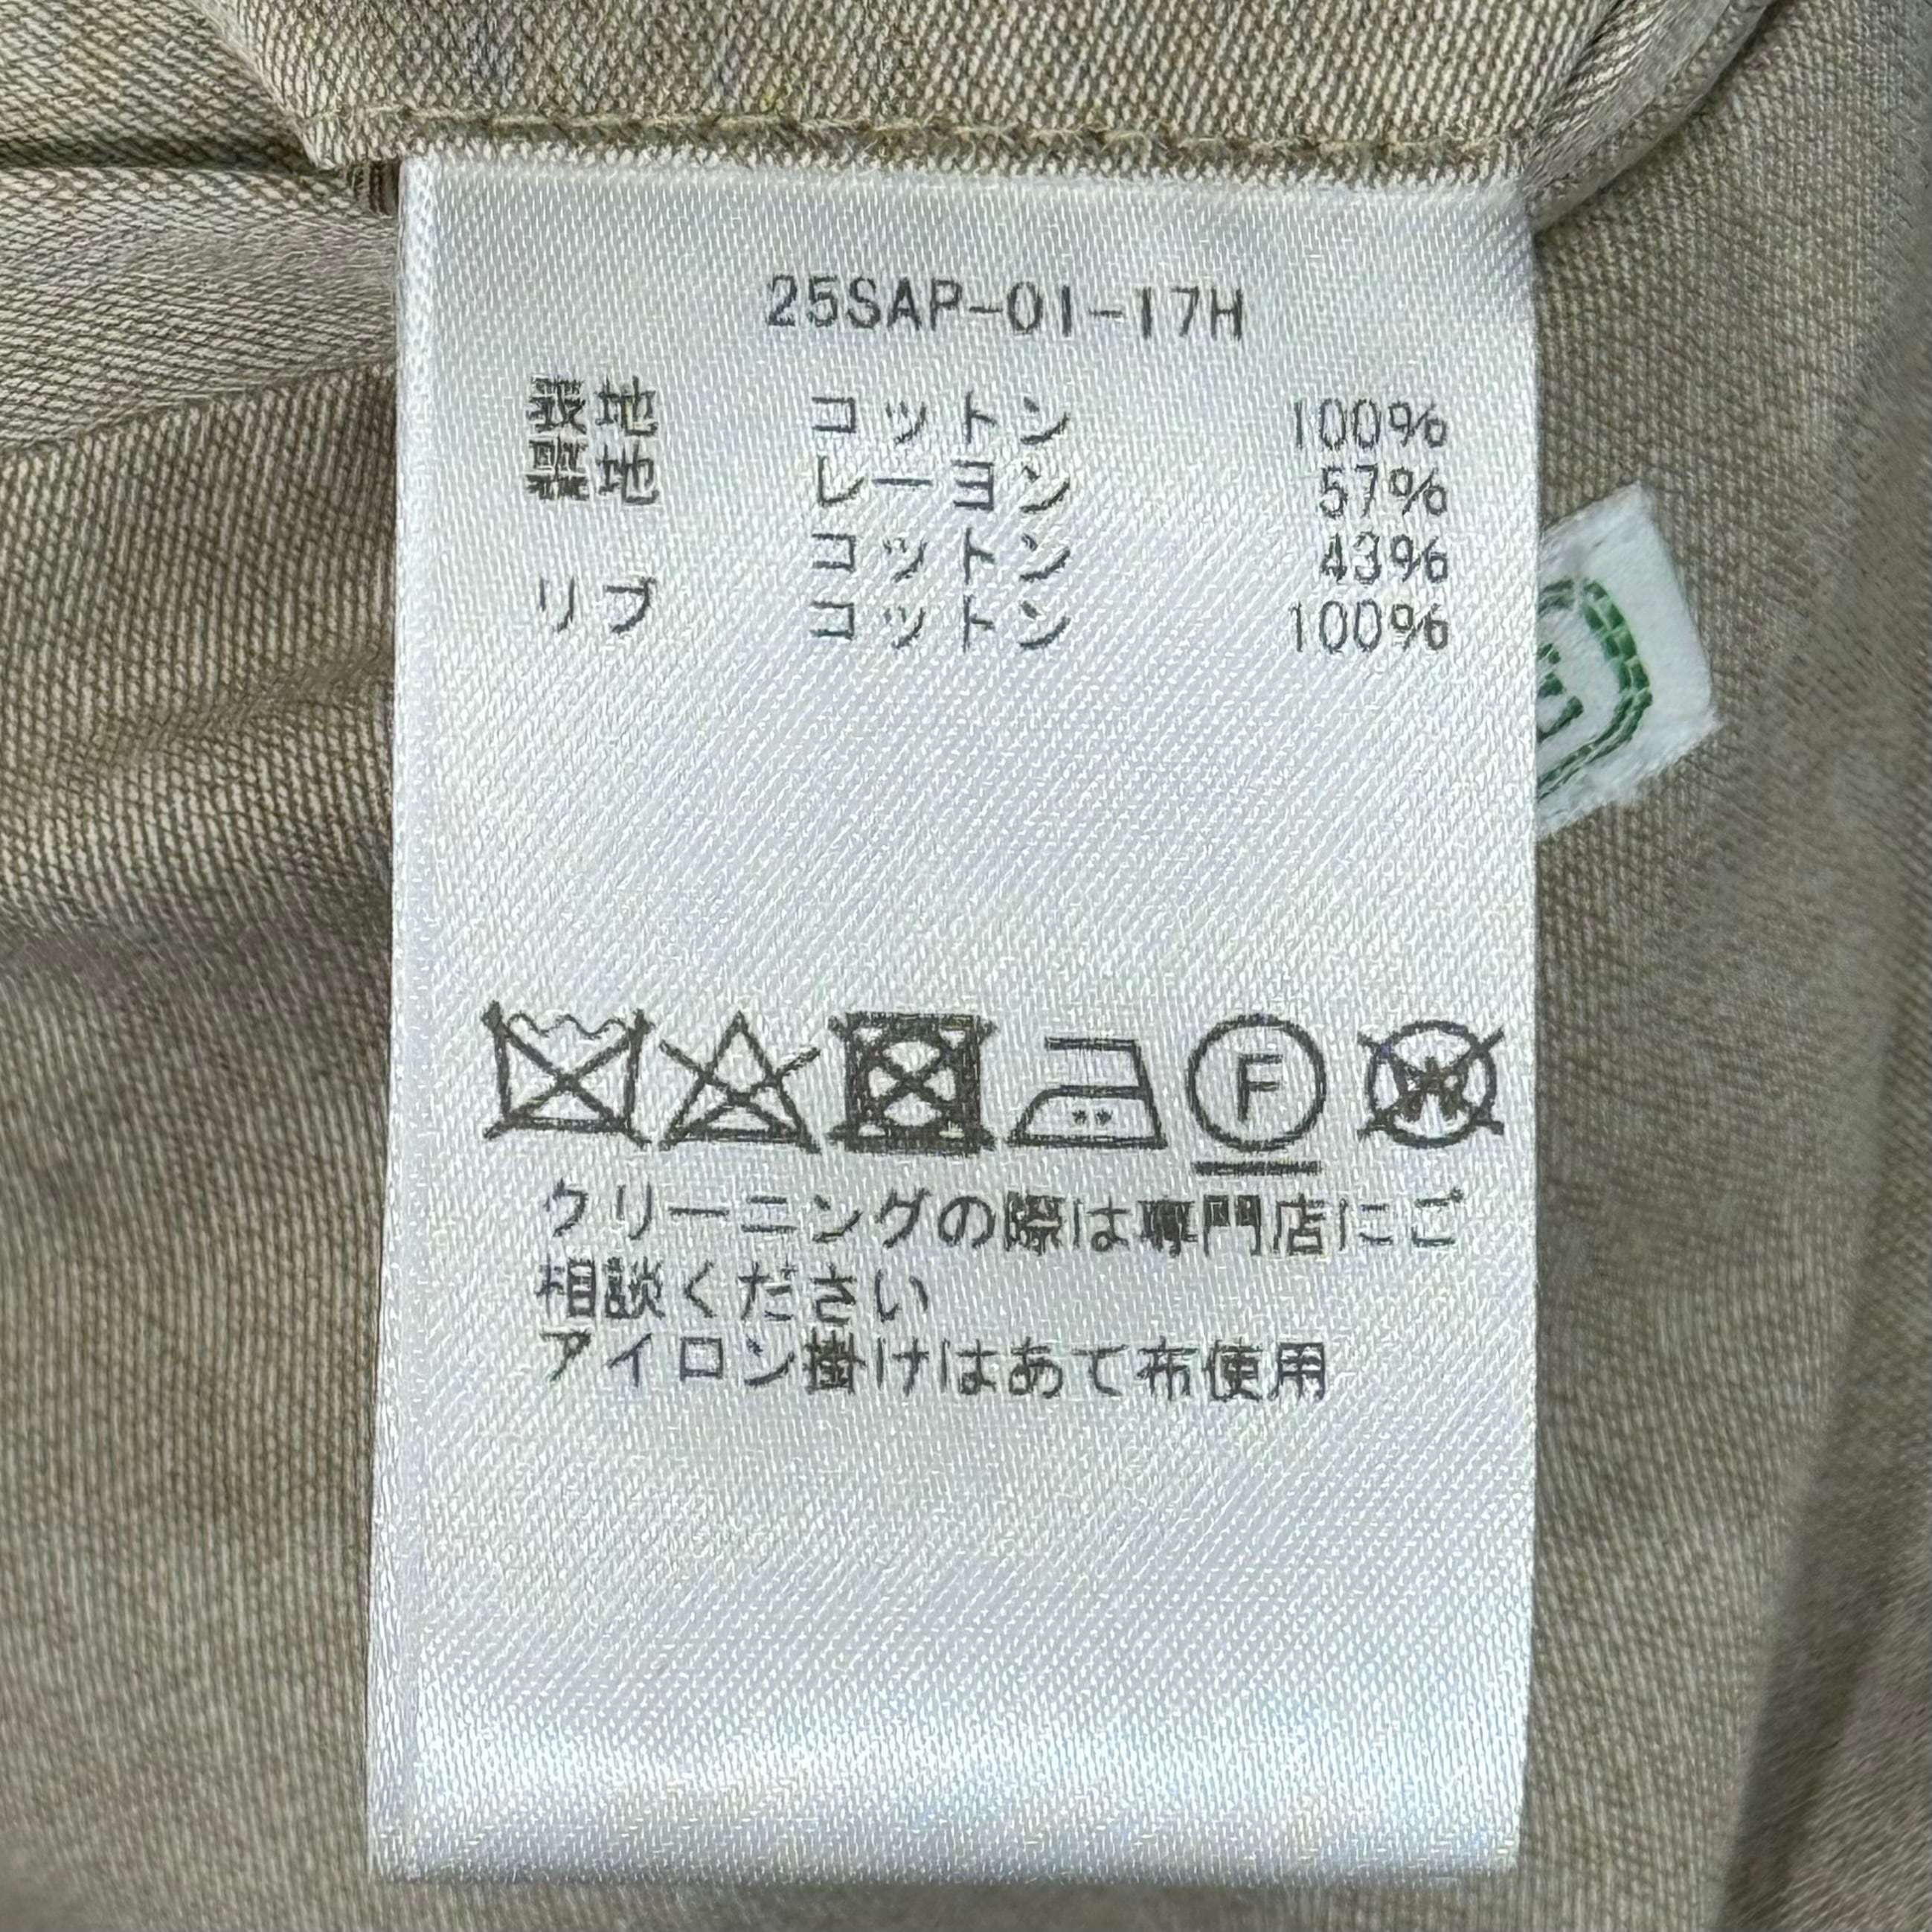 25SAP-01-17H
表地 コットン 100%
裏地 レーヨン 57%
コットン 43%
リブ コットン 100%
F
W
クリーニングの際は専門店にご
相談ください
アイロン掛けはあて布使用